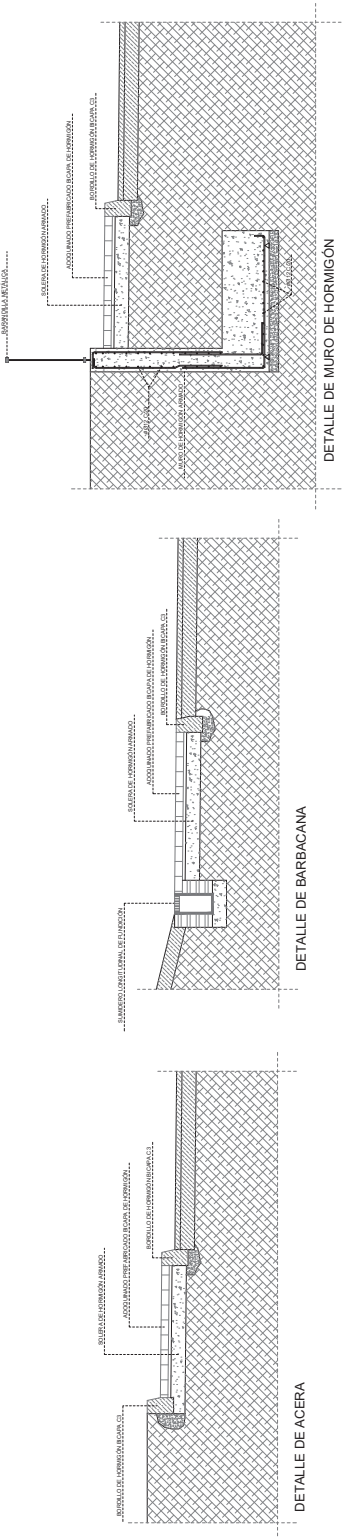 BORDILLO DE HORMIGÓN BICAPA C3
SOLERA DE HORMIGÓN ARMADO
ADOQUINADO PREFABRICADO BICAPA DE HORMIGÓN
BORDILLO DE HORMIGÓN BICAPA C3
DETALLE DE ACERA
SUMIDERO LONGITUDINAL DE FUNDICIÓN
SOLERA DE HORMIGÓN ARMADO
ADOQUINADO PREFABRICADO BICAPA DE HORMIGÓN
BORDILLO DE HORMIGÓN BICAPA C3
DETALLE DE BARBACANA
BARANDILLA METÁLICA
SOLERA DE HORMIGÓN ARMADO
ADOQUINADO PREFABRICADO BICAPA DE HORMIGÓN
BORDILLO DE HORMIGÓN BICAPA C3
MURO DE HORMIGÓN ARMADO
DETALLE DE MURO DE HORMIGÓN